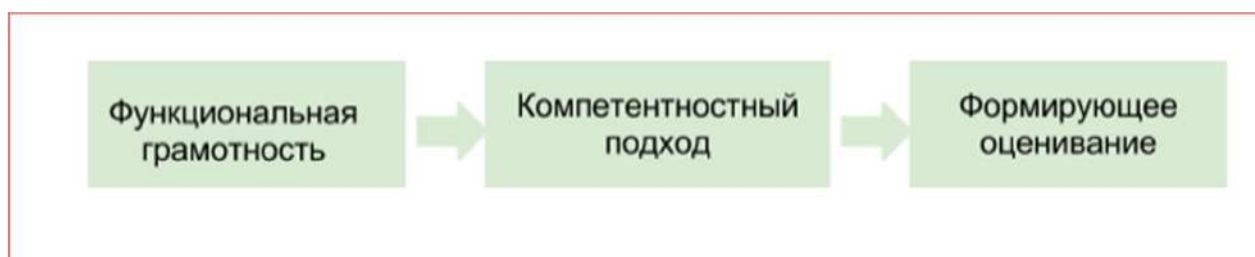 Функциональная
грамотность
Компетентностный
подход
Формирующее
оценивание